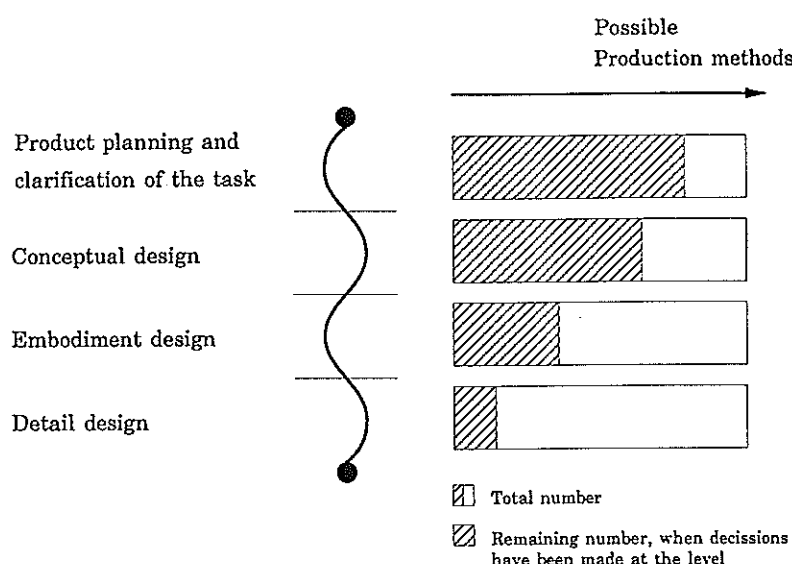 Possible
Production methods
Product planning and
clarification of the task
Conceptual design
Embodiment design
Detail design
Total number
Remaining number, when decissions
have been made at the level